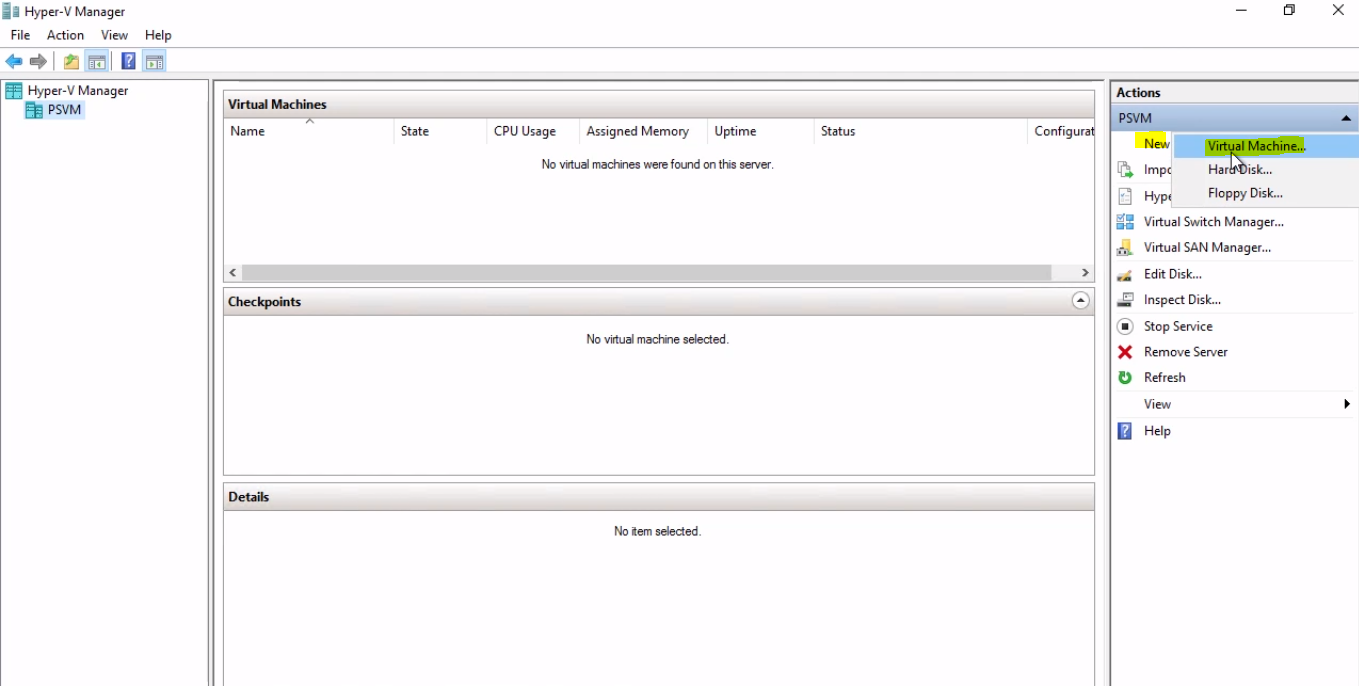 Hyper-V Manager
File Action View Help
Hyper-V Manager
PSVM
Virtual Machines
Name State CPU Usage Assigned Memory Uptime Status Configurat
No virtual machines were found on this server.
Checkpoints
No virtual machine selected.
Details
No item selected.
Actions
PSVM
New
Virtual Machine...
Hard Disk...
Floppy Disk...
Impo
Hype
Virtual Switch Manager...
Virtual SAN Manager...
Edit Disk...
Inspect Disk...
Stop Service
Remove Server
Refresh
View
Help